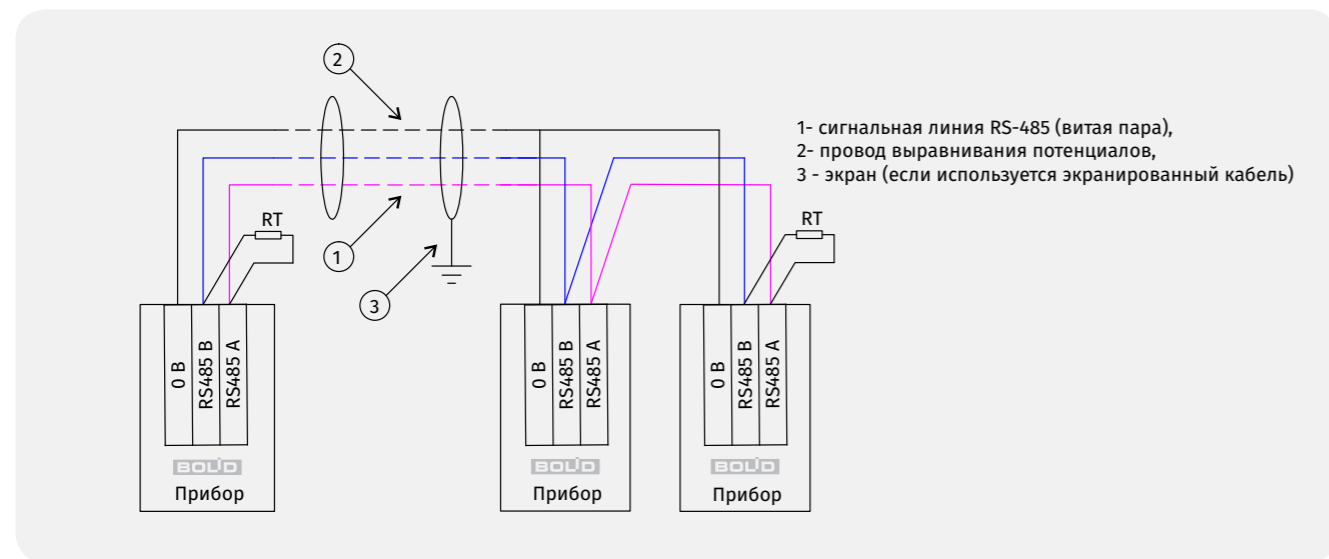 2
1- сигнальная линия RS-485 (витая пара),
2- провод выравнивания потенциалов,
3 - экран (если используется экранированный кабель)
RT
RT
1
3
0 В
RS485 B
RS485 A
0 В
RS485 B
RS485 A
0 В
RS485 B
RS485 A
BOLID
BOLID
BOLID
Прибор
Прибор
Прибор